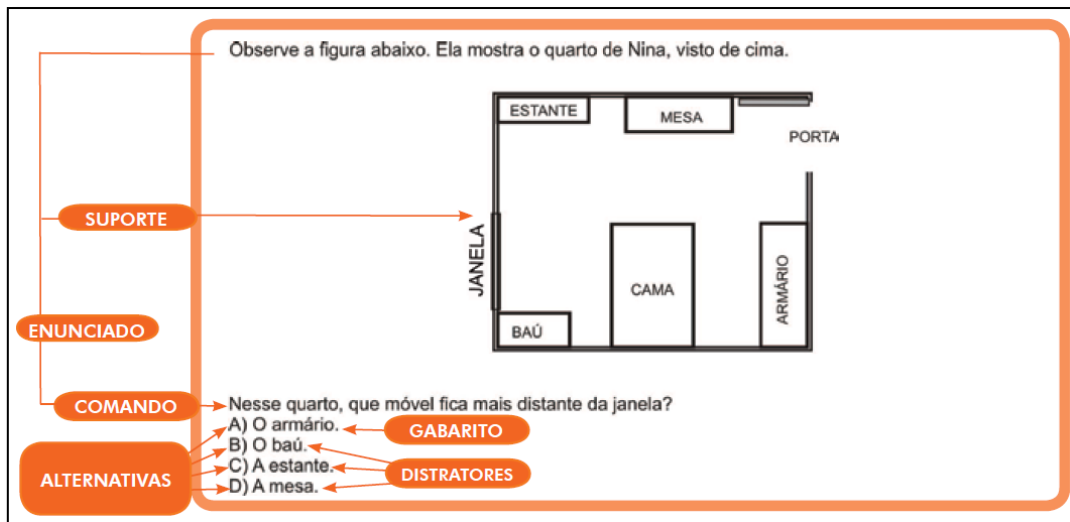 Observe a figura abaixo. Ela mostra o quarto de Nina, visto de cima.
ESTANTE
MESA
PORTA
SUPORTE
JANELA
CAMA
ARMÁRIO
BAÚ
ENUNCIADO
COMANDO
Nesse quarto, que móvel fica mais distante da janela?
A) O armário.
GABARITO
B) O baú.
ALTERNATIVAS
C) A estante.
DISTRATORES
D) A mesa.